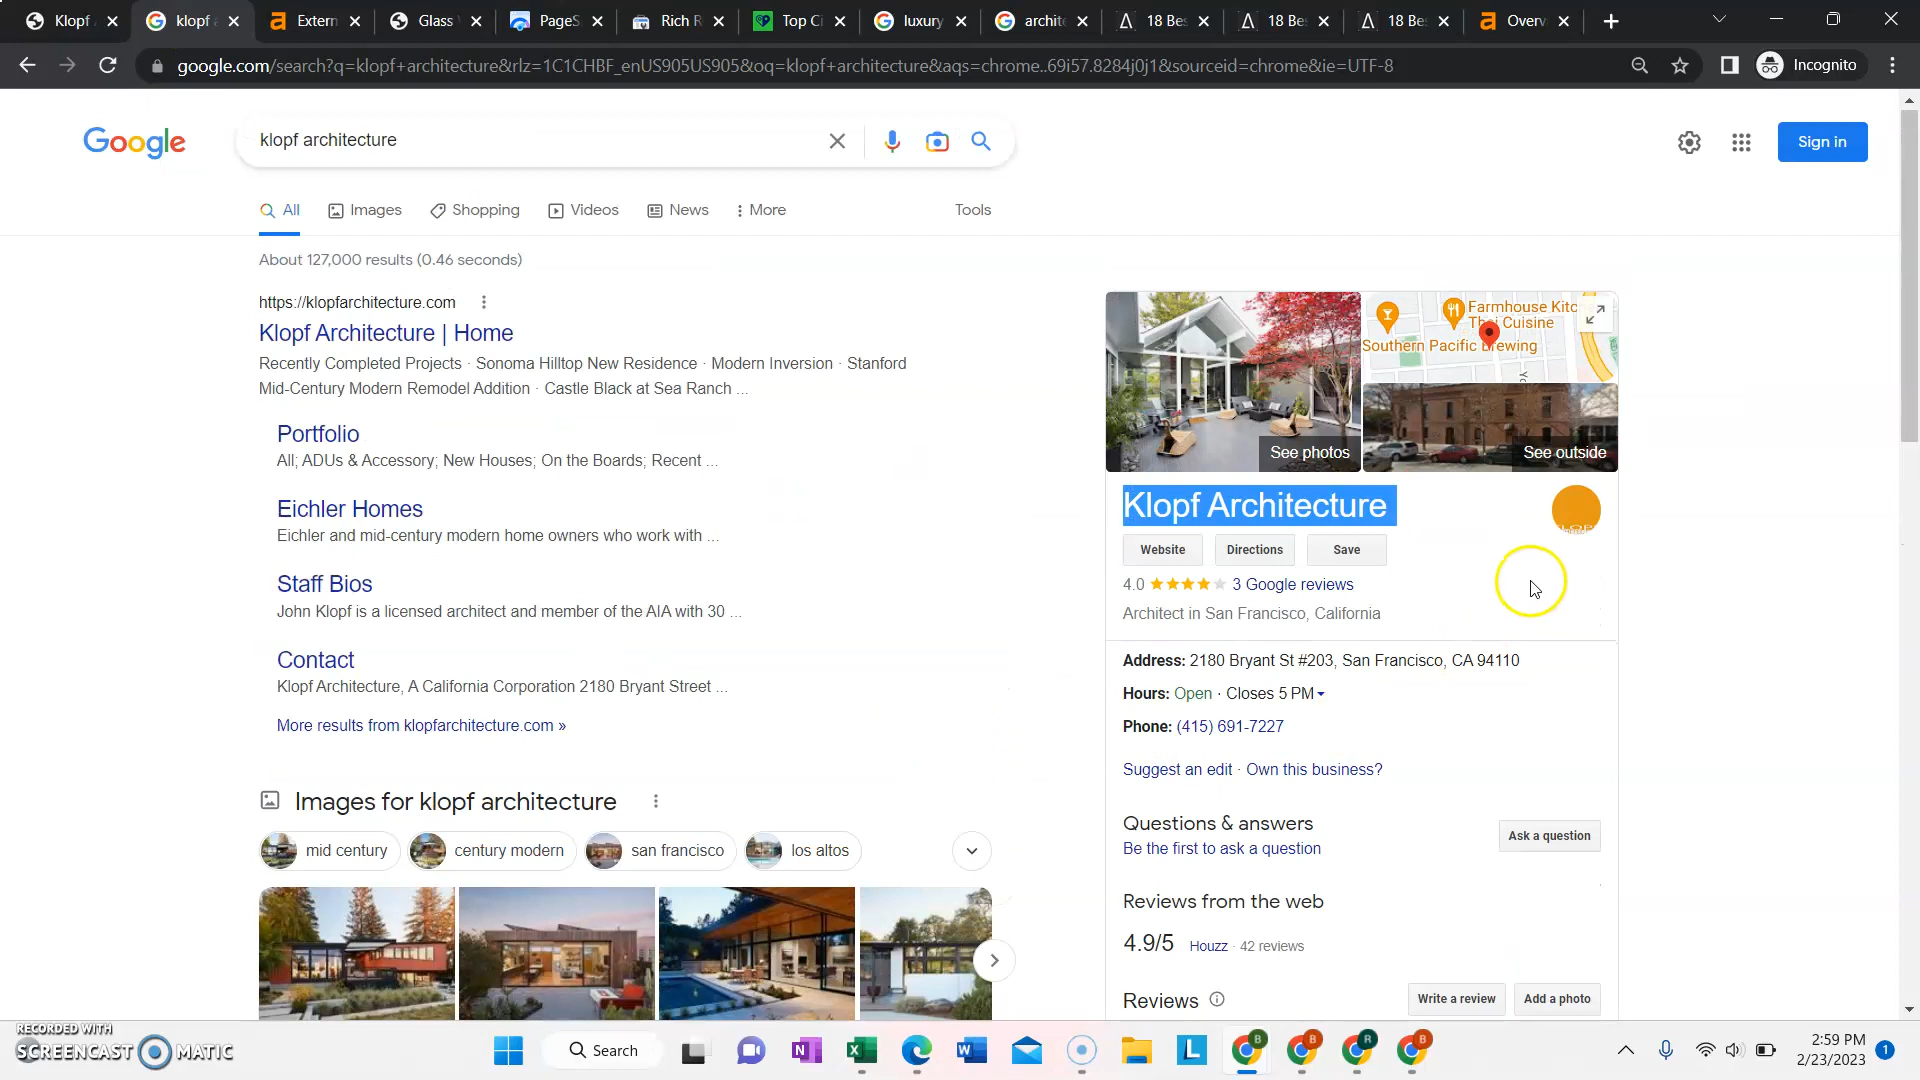 Klopf
klopf a
Extern
Glass
PageS
Rich R
Top Ci
luxury
archite
18 Be
18 Be
18 Be
Overv
google.com/search?q=klopf+architecture&rlz=1C1CHBF_enUS905US905&oq=klopf+architecture&aqs=chrome..69i57.8284j0j1&sourceid=chrome&ie=UTF-8
Incognito
Google
klopf architecture
Sign in
All
Images
Shopping
Videos
News
More
Tools
About 127,000 results (0.46 seconds)
https://klopfarchitecture.com
Klopf Architecture | Home
Recently Completed Projects · Sonoma Hilltop New Residence · Modern Inversion · Stanford
Mid-Century Modern Remodel Addition · Castle Black at Sea Ranch ...
Portfolio
All; ADUs & Accessory; New Houses; On the Boards; Recent ...
Eichler Homes
Eichler and mid-century modern home owners who work with ...
Staff Bios
John Klopf is a licensed architect and member of the AIA with 30 ...
Contact
Klopf Architecture, A California Corporation 2180 Bryant Street ...
More results from klopfarchitecture.com »
Images for klopf architecture
mid century
century modern
san francisco
los altos
Farmhouse Kitc
Thai Cuisine
Southern Pacific Brewing
See photos
See outside
Klopf Architecture
Website
Directions
Save
4.0
3 Google reviews
Architect in San Francisco, California
Address: 2180 Bryant St #203, San Francisco, CA 94110
Hours: Open · Closes 5 PM
Phone: (415) 691-7227
Suggest an edit · Own this business?
Questions & answers
Be the first to ask a question
Ask a question
Reviews from the web
4.9/5 Houzz · 42 reviews
Reviews
Write a review
Add a photo
RECORDED WITH
SCREENCAST MATIC
Search
2:59 PM
2/23/2023
1